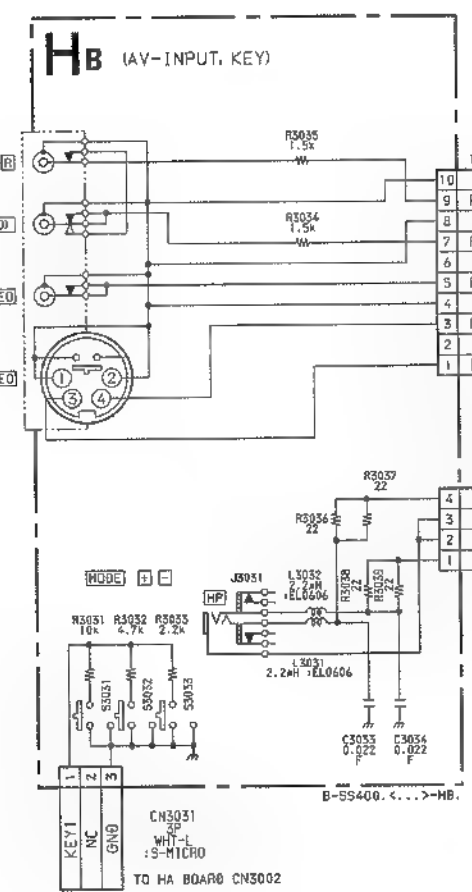 HB (AV-INPUT, KEY)
R3035
1.5k
R
10
9
R3034
1.5k
8
7
6
5
4
3
2
1
EO
EO
1
2
3
4
R3037
22
4
3
2
1
R3036
22
R3038
22
R3039
22
MODE + -
J3031
HP
L3032
2.2μH
:EL0606
L3031
2.2μH :EL0606
R3031
10k
R3032
4.7k
R3033
2.2k
S3031
S3032
S3033
C3033
0.022
F
C3034
0.022
F
B-SS400.<...>-HB.
1
2
3
KEY1
NC
GND
CN3031
3P
WHT-L
:S-MICRO
TO HA BOARD CN3002